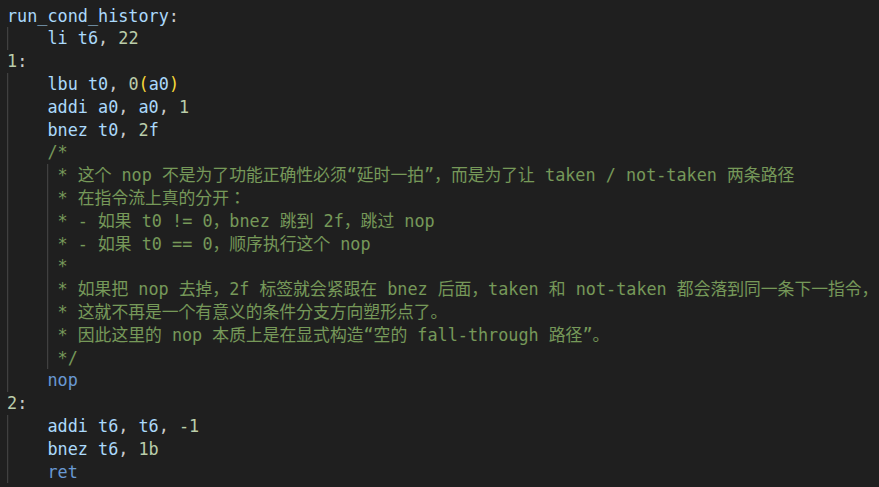 run_cond_history:
li t6, 22
1:
lbu t0, 0(a0)
addi a0, a0, 1
bnez t0, 2f
/*
* 这个 nop 不是为了功能正确性必须“延时一拍”，而是为了让 taken / not-taken 两条路径
* 在指令流上真的分开：
* - 如果 t0 != 0，bnez 跳到 2f，跳过 nop
* - 如果 t0 == 0，顺序执行这个 nop
*
* 如果把 nop 去掉，2f 标签就会紧跟在 bnez 后面，taken 和 not-taken 都会落到同一条下一指令，
* 这就不再是一个有意义的条件分支方向塑形点了。
* 因此这里的 nop 本质上是在显式构造“空的 fall-through 路径”。
*/
nop
2:
addi t6, t6, -1
bnez t6, 1b
ret